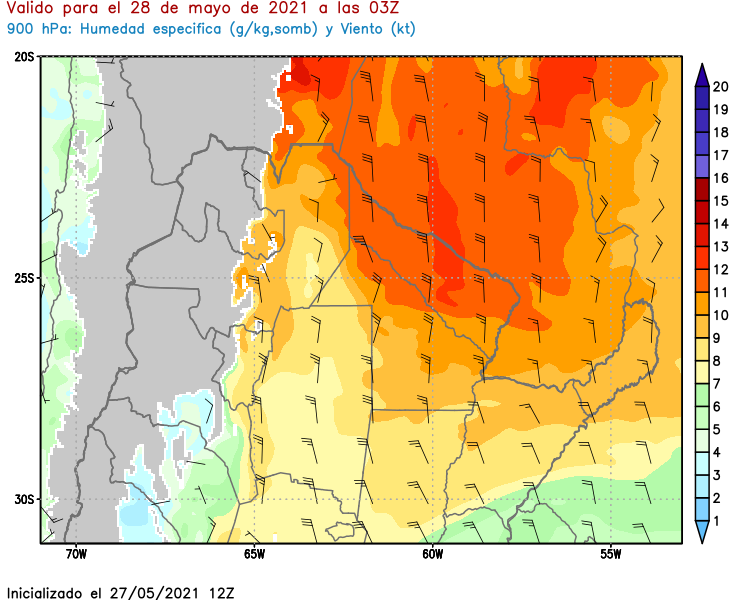 Valido para el 28 de mayo de 2021 a las 03Z
900 hPa: Humedad especifica (g/kg,somb) y Viento (kt)
20S
25S
30S
70W 65W 60W 55W
20
19
18
17
16
15
14
13
12
11
10
9
8
7
6
5
4
3
2
1
Inicializado el 27/05/2021 12Z